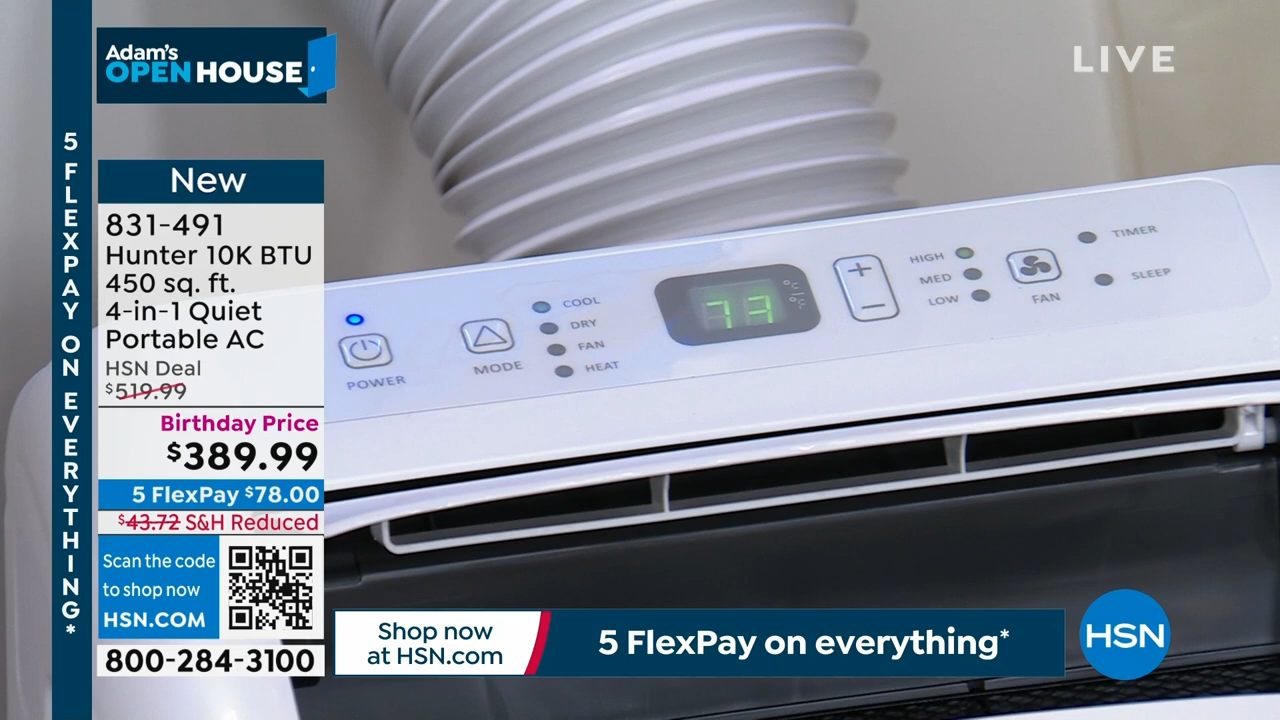 Adam's
OPEN HOUSE
LIVE
5 FLEXPAY ON EVERYTHING*
New
831-491
Hunter 10K BTU
450 sq. ft.
4-in-1 Quiet
Portable AC
HSN Deal
$519.99
Birthday Price
$389.99
5 FlexPay $78.00
$43.72 S&H Reduced
Scan the code
to shop now
HSN.COM
800-284-3100
POWER
MODE
COOL
DRY
FAN
HEAT
73
°C
°F
+
−
HIGH
MED
LOW
FAN
TIMER
SLEEP
Shop now
at HSN.com
5 FlexPay on everything*
HSN